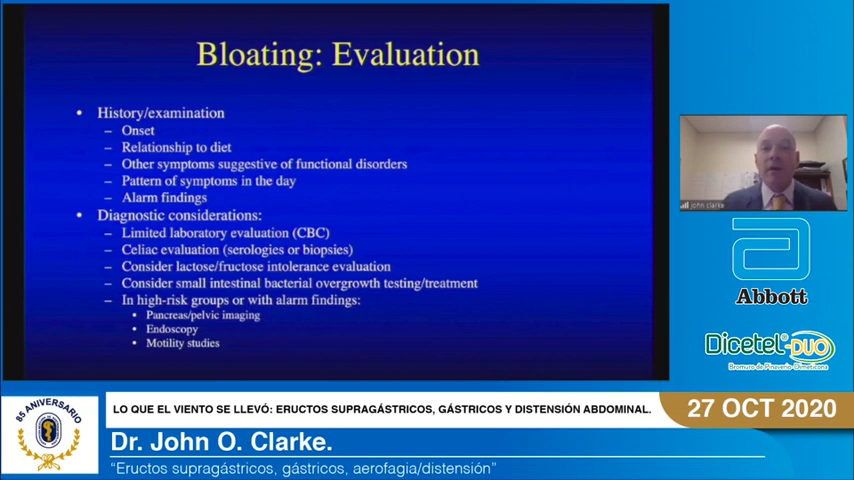 Bloating: Evaluation
• History/examination
– Onset
– Relationship to diet
– Other symptoms suggestive of functional disorders
– Pattern of symptoms in the day
– Alarm findings
• Diagnostic considerations:
– Limited laboratory evaluation (CBC)
– Celiac evaluation (serologies or biopsies)
– Consider lactose/fructose intolerance evaluation
– Consider small intestinal bacterial overgrowth testing/treatment
– In high-risk groups or with alarm findings:
• Pancreas/pelvic imaging
• Endoscopy
• Motility studies
john clarke
Abbott
Dicetel® DUO
Bromuro de Pinaverio-Dimeticona
85 ANIVERSARIO
LO QUE EL VIENTO SE LLEVÓ: ERUCTOS SUPRAGÁSTRICOS, GÁSTRICOS Y DISTENSIÓN ABDOMINAL.
27 OCT 2020
Dr. John O. Clarke.
“Eructos supragástricos, gástricos, aerofagia/distensión”